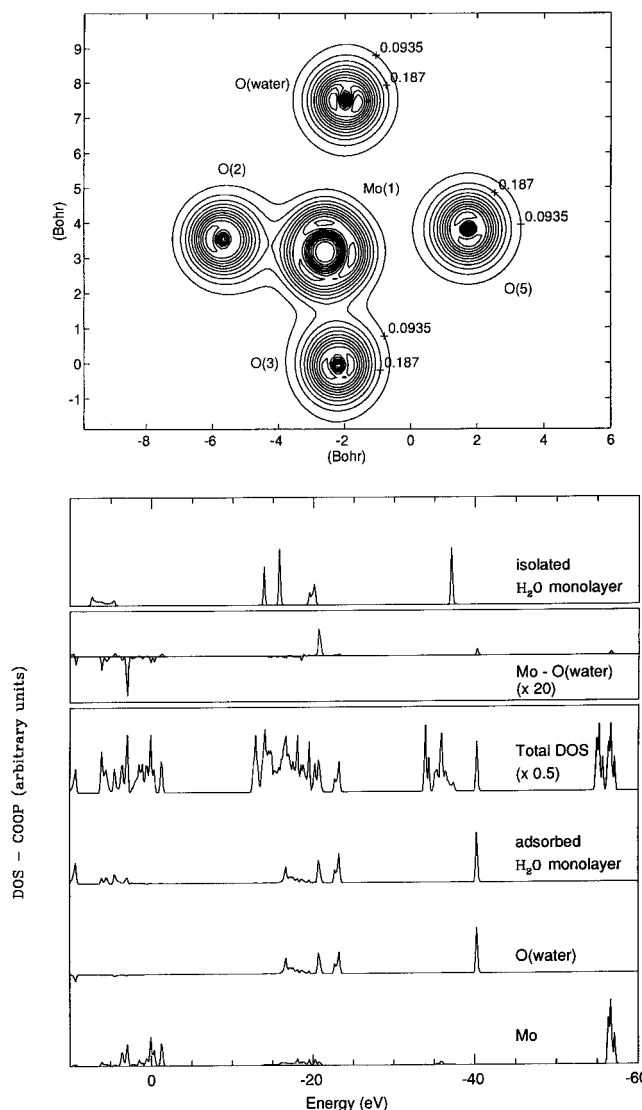 9
8
7
6
5
4
3
2
1
0
-1
(Bohr)
0.0935
0.187
O(water)
O(2)
Mo(1)
0.187
0.0935
O(5)
0.0935
0.187
O(3)
-8 -6 -4 -2 0 2 4 6
(Bohr)
isolated
H₂O monolayer
Mo - O(water)
(x 20)
Total DOS
(x 0.5)
adsorbed
H₂O monolayer
O(water)
Mo
DOS - COOP (arbitrary units)
0 -20 -40 -60
Energy (eV)